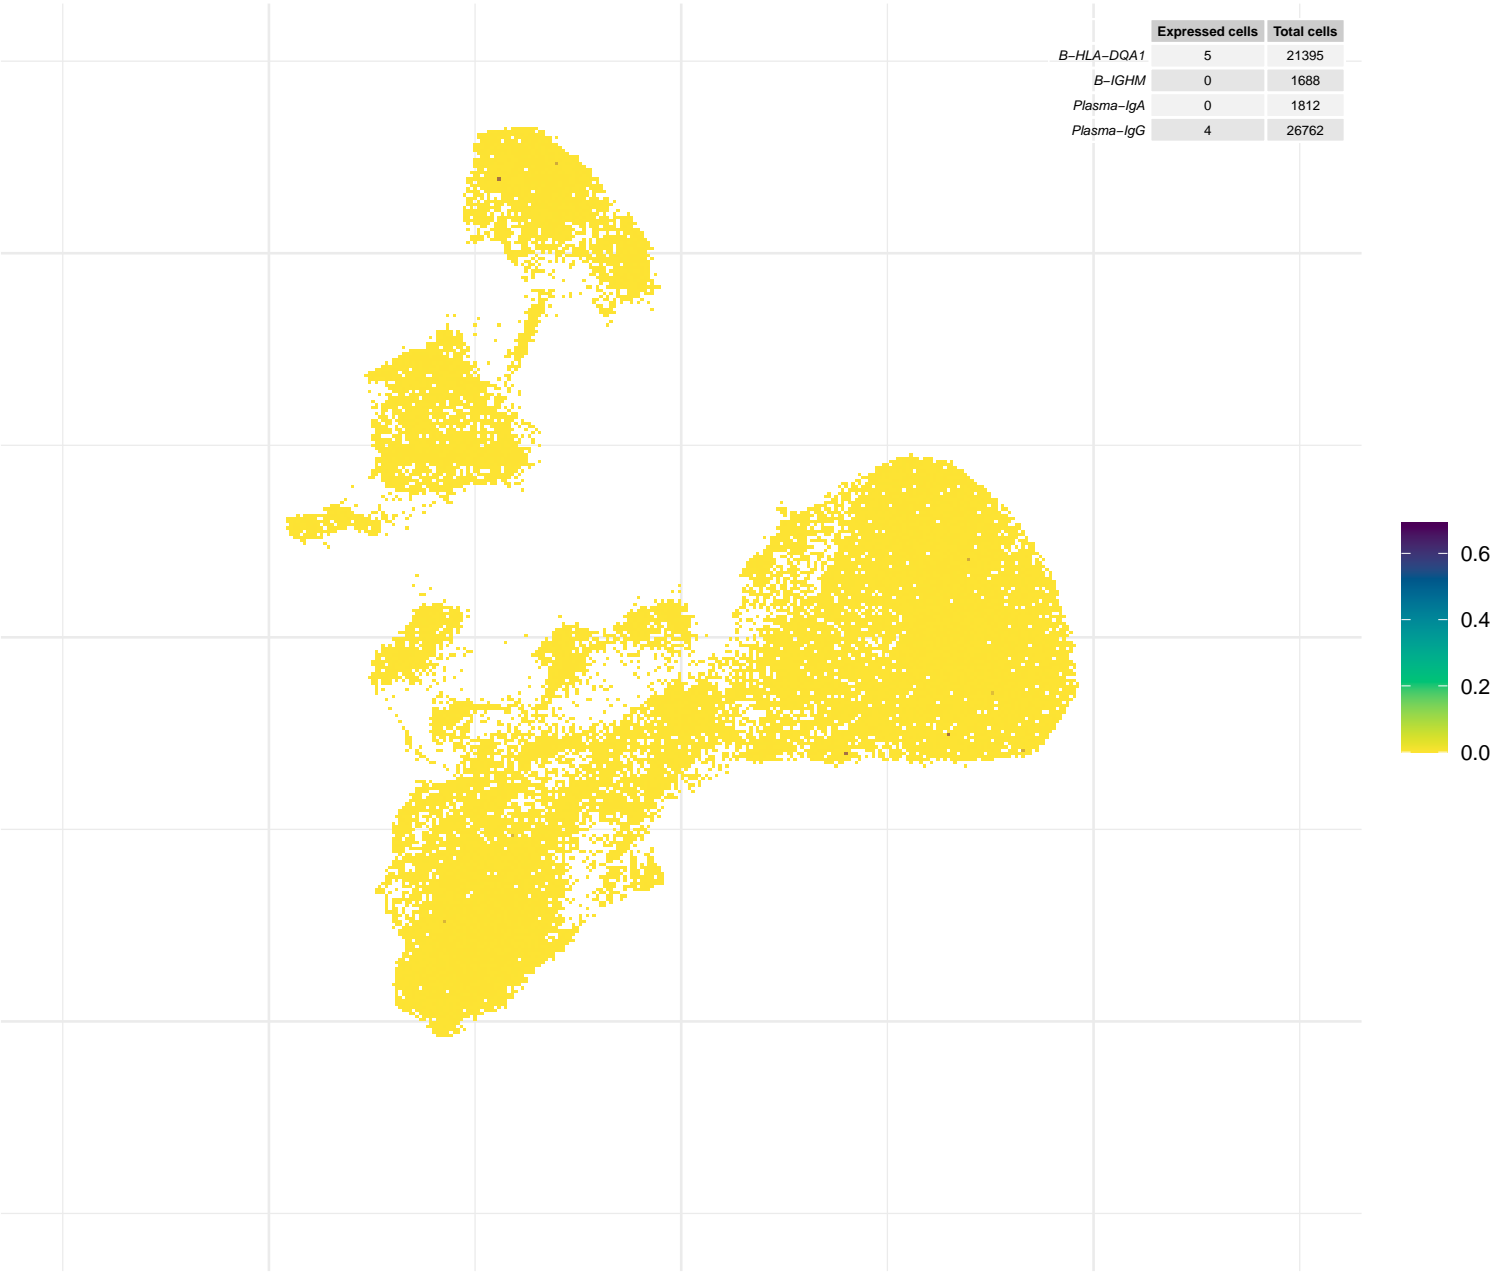 Expressed cells Total cells
B−HLA−DQA1 5 21395
B−IGHM 0 1688
Plasma−IgA 0 1812
Plasma−IgG 4 26762
0.6
0.4
0.2
0.0